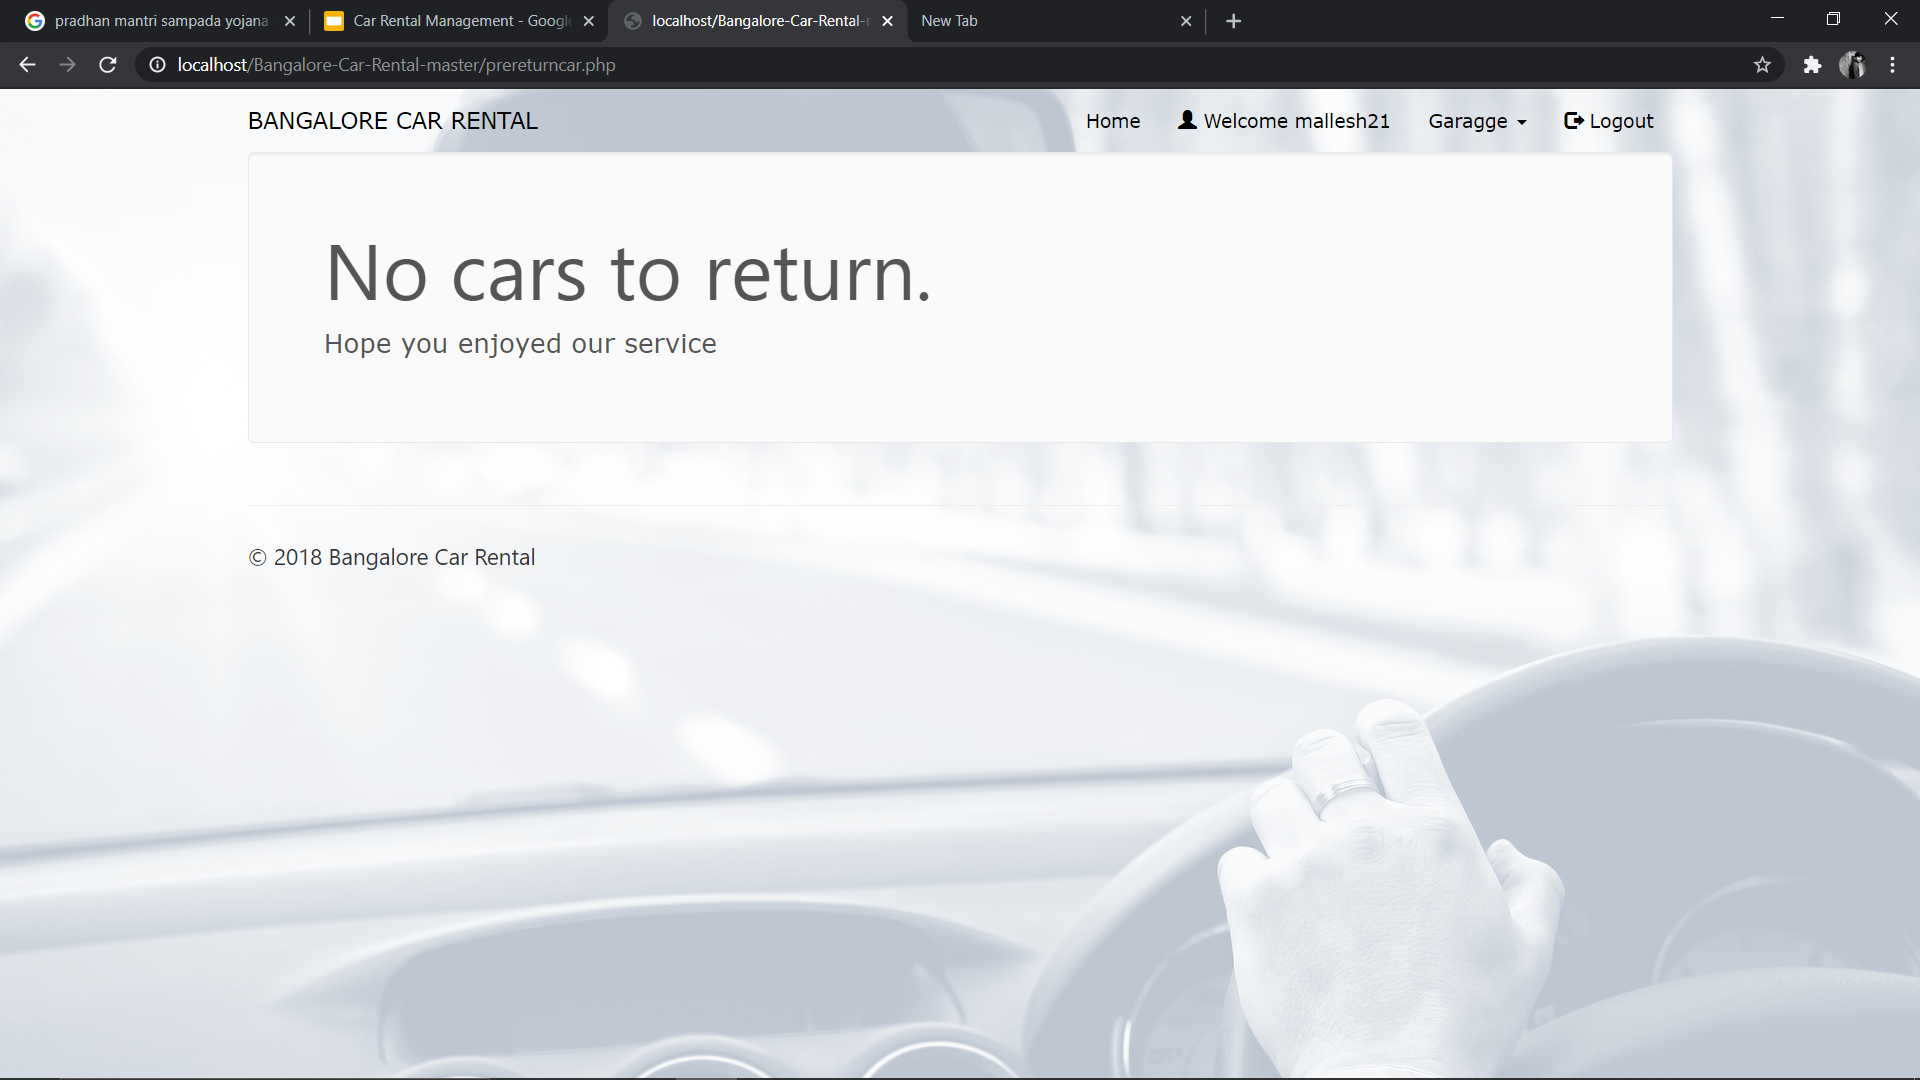 pradhan mantri sampada yojana
Car Rental Management - Google
localhost/Bangalore-Car-Rental-m
New Tab
localhost/Bangalore-Car-Rental-master/prereturncar.php
BANGALORE CAR RENTAL
Home
Welcome mallesh21
Garagge
Logout
No cars to return.
Hope you enjoyed our service
© 2018 Bangalore Car Rental